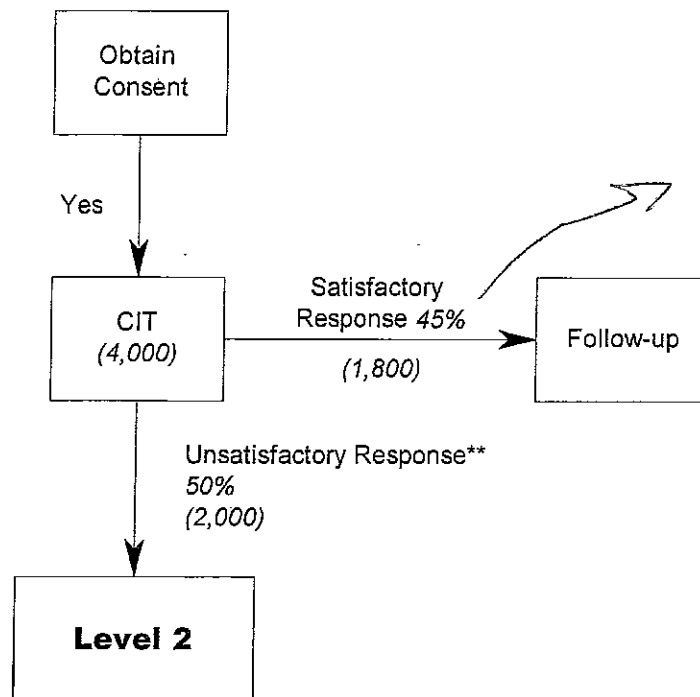 Obtain
Consent
Yes
CIT
(4,000)
Satisfactory
Response 45%
(1,800)
Follow-up
Unsatisfactory Response**
50%
(2,000)
Level 2